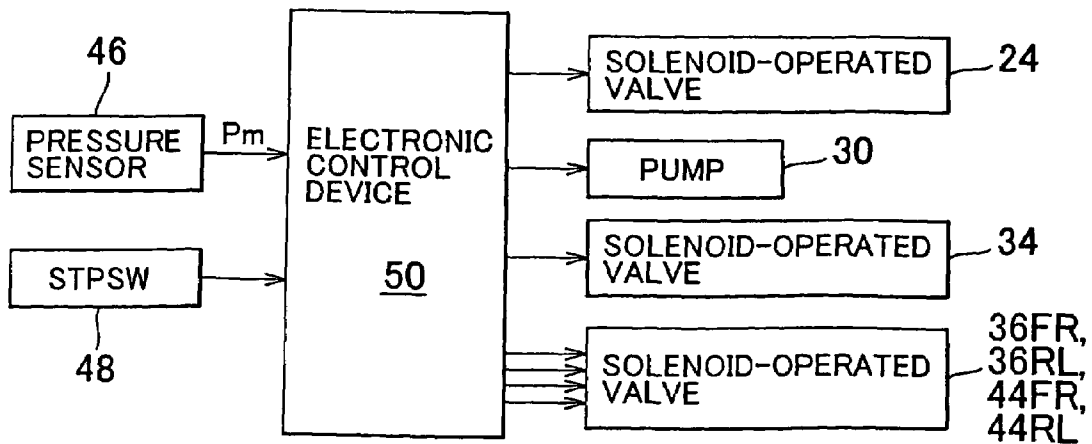 46
PRESSURE
SENSOR
Pm
STPSW
48
ELECTRONIC
CONTROL
DEVICE
50
SOLENOID-OPERATED
VALVE
24
PUMP
30
SOLENOID-OPERATED
VALVE
34
SOLENOID-OPERATED
VALVE
36FR,
36RL,
44FR,
44RL